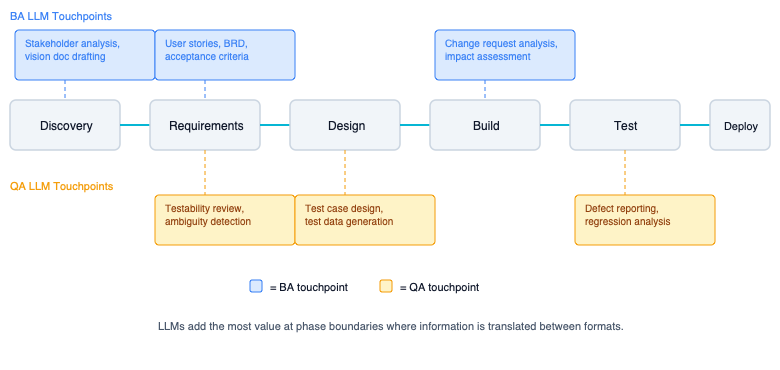 BA LLM Touchpoints
Stakeholder analysis,
vision doc drafting
User stories, BRD,
acceptance criteria
Change request analysis,
impact assessment
Discovery
Requirements
Design
Build
Test
Deploy
QA LLM Touchpoints
Testability review,
ambiguity detection
Test case design,
test data generation
Defect reporting,
regression analysis
= BA touchpoint
= QA touchpoint
LLMs add the most value at phase boundaries where information is translated between formats.